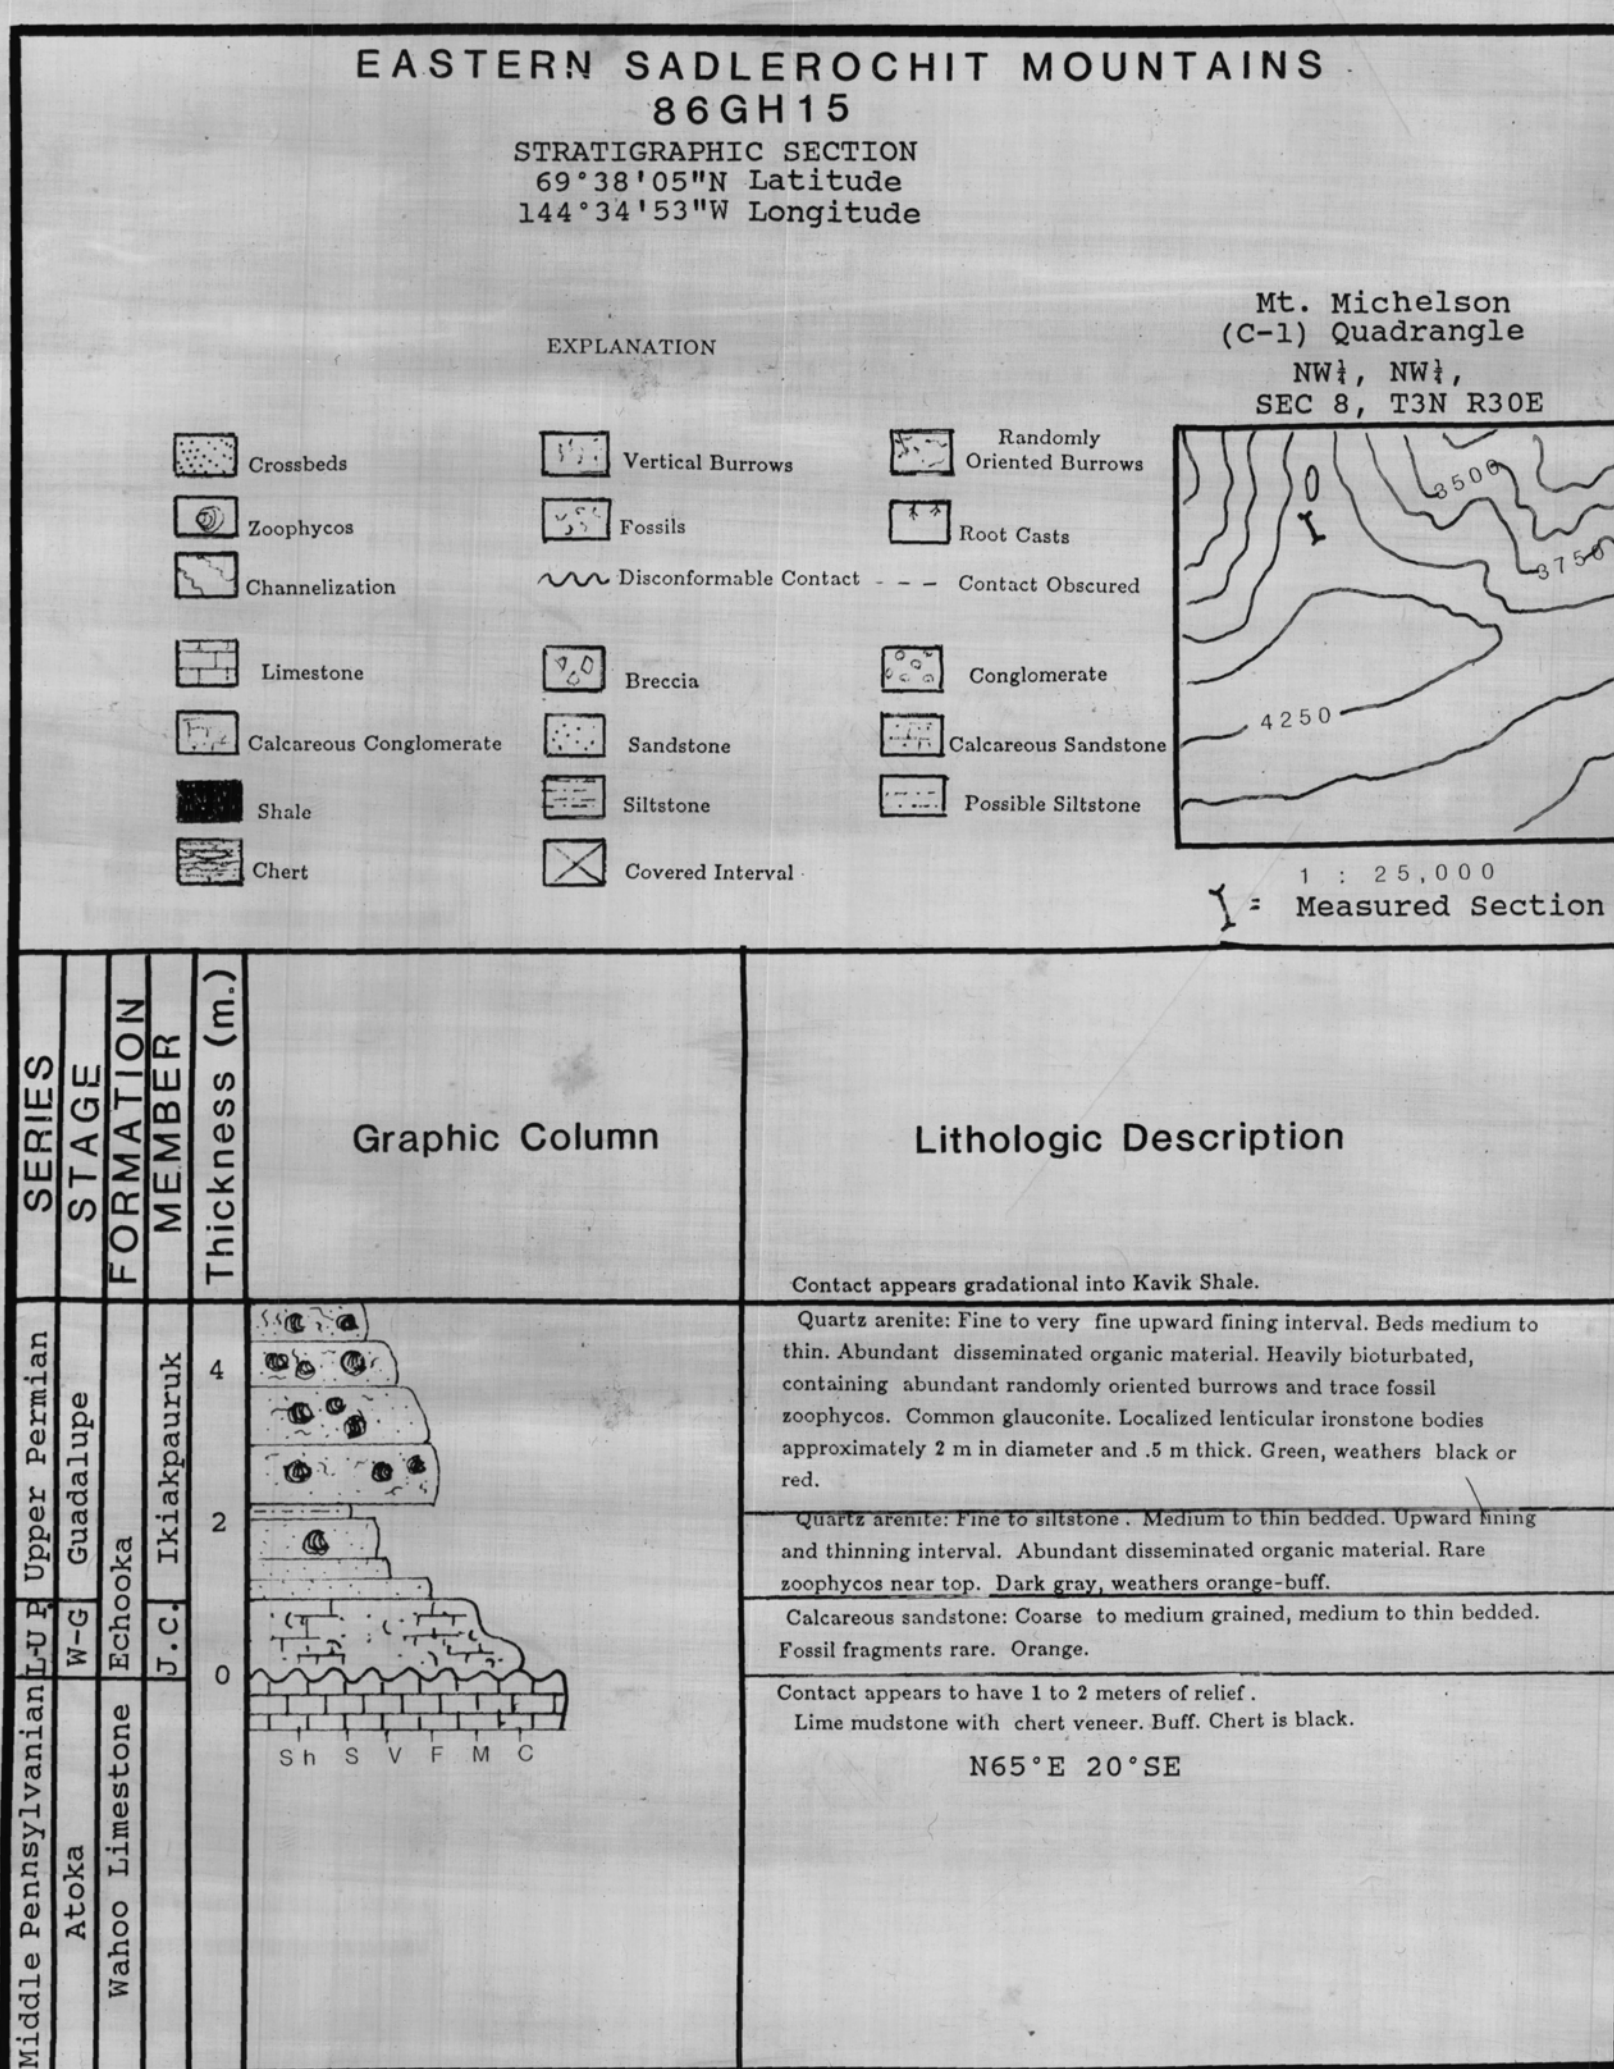 EASTERN SADLEROCHIT MOUNTAINS
86GH15
STRATIGRAPHIC SECTION
69°38'05"N Latitude
144°34'53"W Longitude
Mt. Michelson
(C-1) Quadrangle
NW¼, NW¼,
SEC 8, T3N R30E
EXPLANATION
Crossbeds
Vertical Burrows
Randomly
Oriented Burrows
Zoophycos
Fossils
Root Casts
Channelization
Disconformable Contact
Contact Obscured
Limestone
Breccia
Conglomerate
Calcareous Conglomerate
Sandstone
Calcareous Sandstone
Shale
Siltstone
Possible Siltstone
Chert
Covered Interval
3500
3750
4250
1 : 25,000
= Measured Section
SERIES
STAGE
FORMATION
MEMBER
Thickness (m.)
Graphic Column
Lithologic Description
Contact appears gradational into Kavik Shale.
Upper Permian
Guadalupe
Echooka
Ikiakpauruk
4
2
0
Quartz arenite: Fine to very fine upward fining interval. Beds medium to
thin. Abundant disseminated organic material. Heavily bioturbated,
containing abundant randomly oriented burrows and trace fossil
zoophycos. Common glauconite. Localized lenticular ironstone bodies
approximately 2 m in diameter and .5 m thick. Green, weathers black or
red.
Quartz arenite: Fine to siltstone. Medium to thin bedded. Upward fining
and thinning interval. Abundant disseminated organic material. Rare
zoophycos near top. Dark gray, weathers orange-buff.
L-U P
W-G
J.C.
Calcareous sandstone: Coarse to medium grained, medium to thin bedded.
Fossil fragments rare. Orange.
Middle Pennsylvanian
Atoka
Wahoo Limestone
Contact appears to have 1 to 2 meters of relief.
Lime mudstone with chert veneer. Buff. Chert is black.
Sh S V F M C
N65°E 20°SE